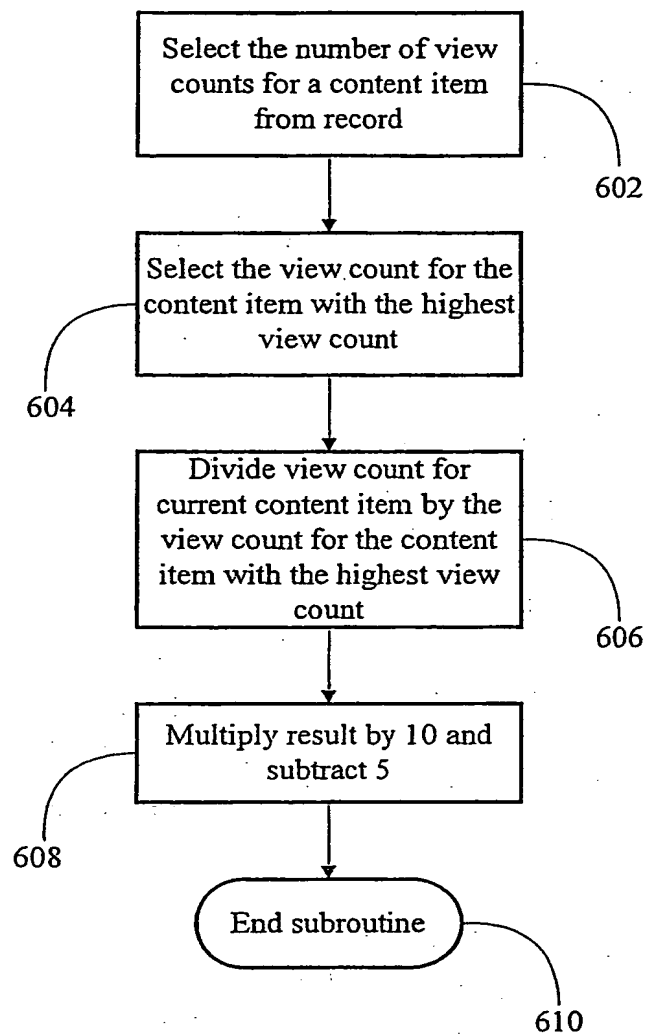 Select the number of view
counts for a content item
from record
602
Select the view count for the
content item with the highest
view count
604
Divide view count for
current content item by the
view count for the content
item with the highest view
count
606
Multiply result by 10 and
subtract 5
608
End subroutine
610